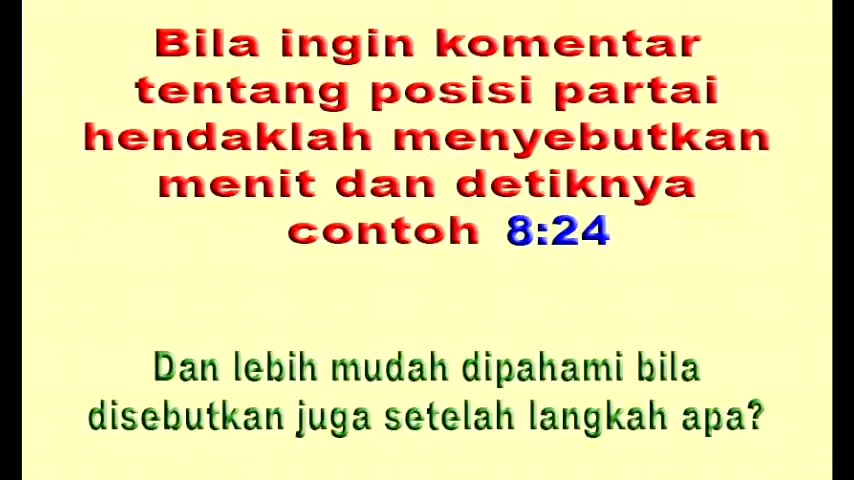 Bila ingin komentar
tentang posisi partai
hendaklah menyebutkan
menit dan detiknya
contoh 8:24
Dan lebih mudah dipahami bila
disebutkan juga setelah langkah apa?